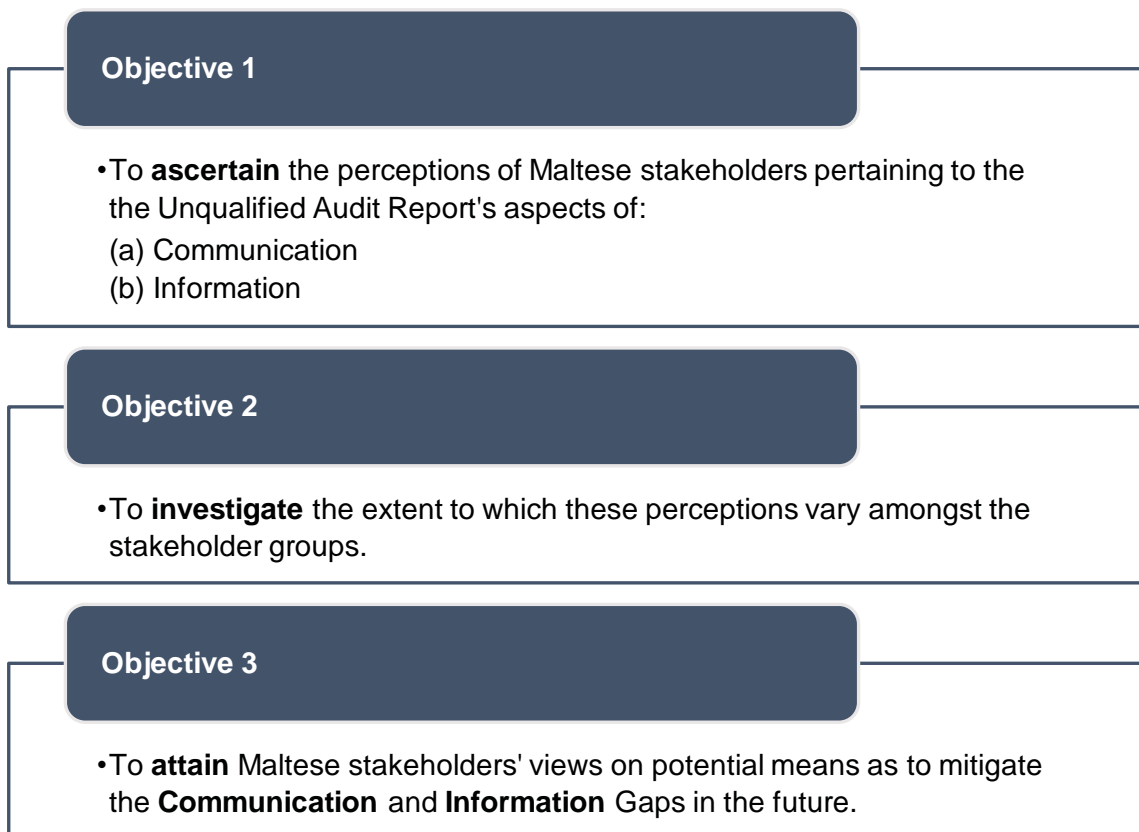 Objective 1
•To ascertain the perceptions of Maltese stakeholders pertaining to the
the Unqualified Audit Report's aspects of:
(a) Communication
(b) Information
Objective 2
•To investigate the extent to which these perceptions vary amongst the
stakeholder groups.
Objective 3
•To attain Maltese stakeholders' views on potential means as to mitigate
the Communication and Information Gaps in the future.